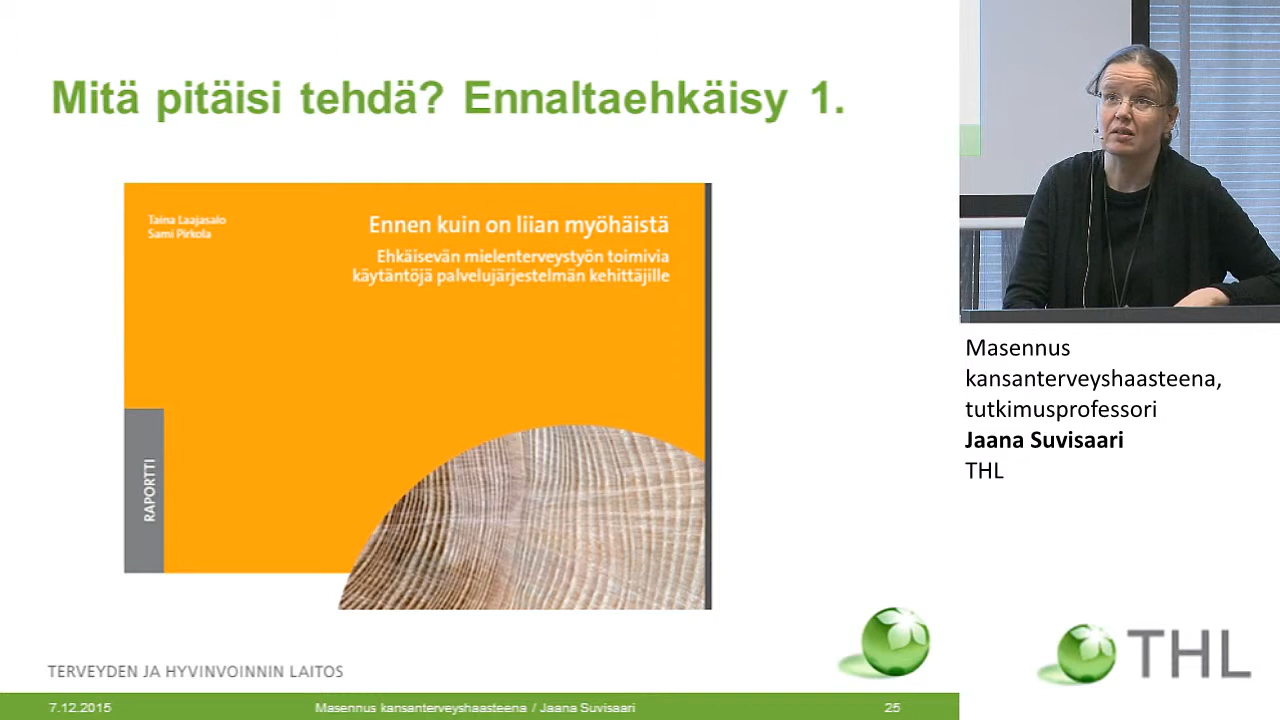 Mitä pitäisi tehdä? Ennaltaehkäisy 1.
Taina Laajasalo
Sami Pirkola
Ennen kuin on liian myöhäistä
Ehkäisevän mielenterveystyön toimivia
käytäntöjä palvelujärjestelmän kehittäjille
RAPORTTI
TERVEYDEN JA HYVINVOINNIN LAITOS
7.12.2015
Masennus kansanterveyshaasteena / Jaana Suvisaari
25
Masennus
kansanterveyshaasteena,
tutkimusprofessori
Jaana Suvisaari
THL
THL